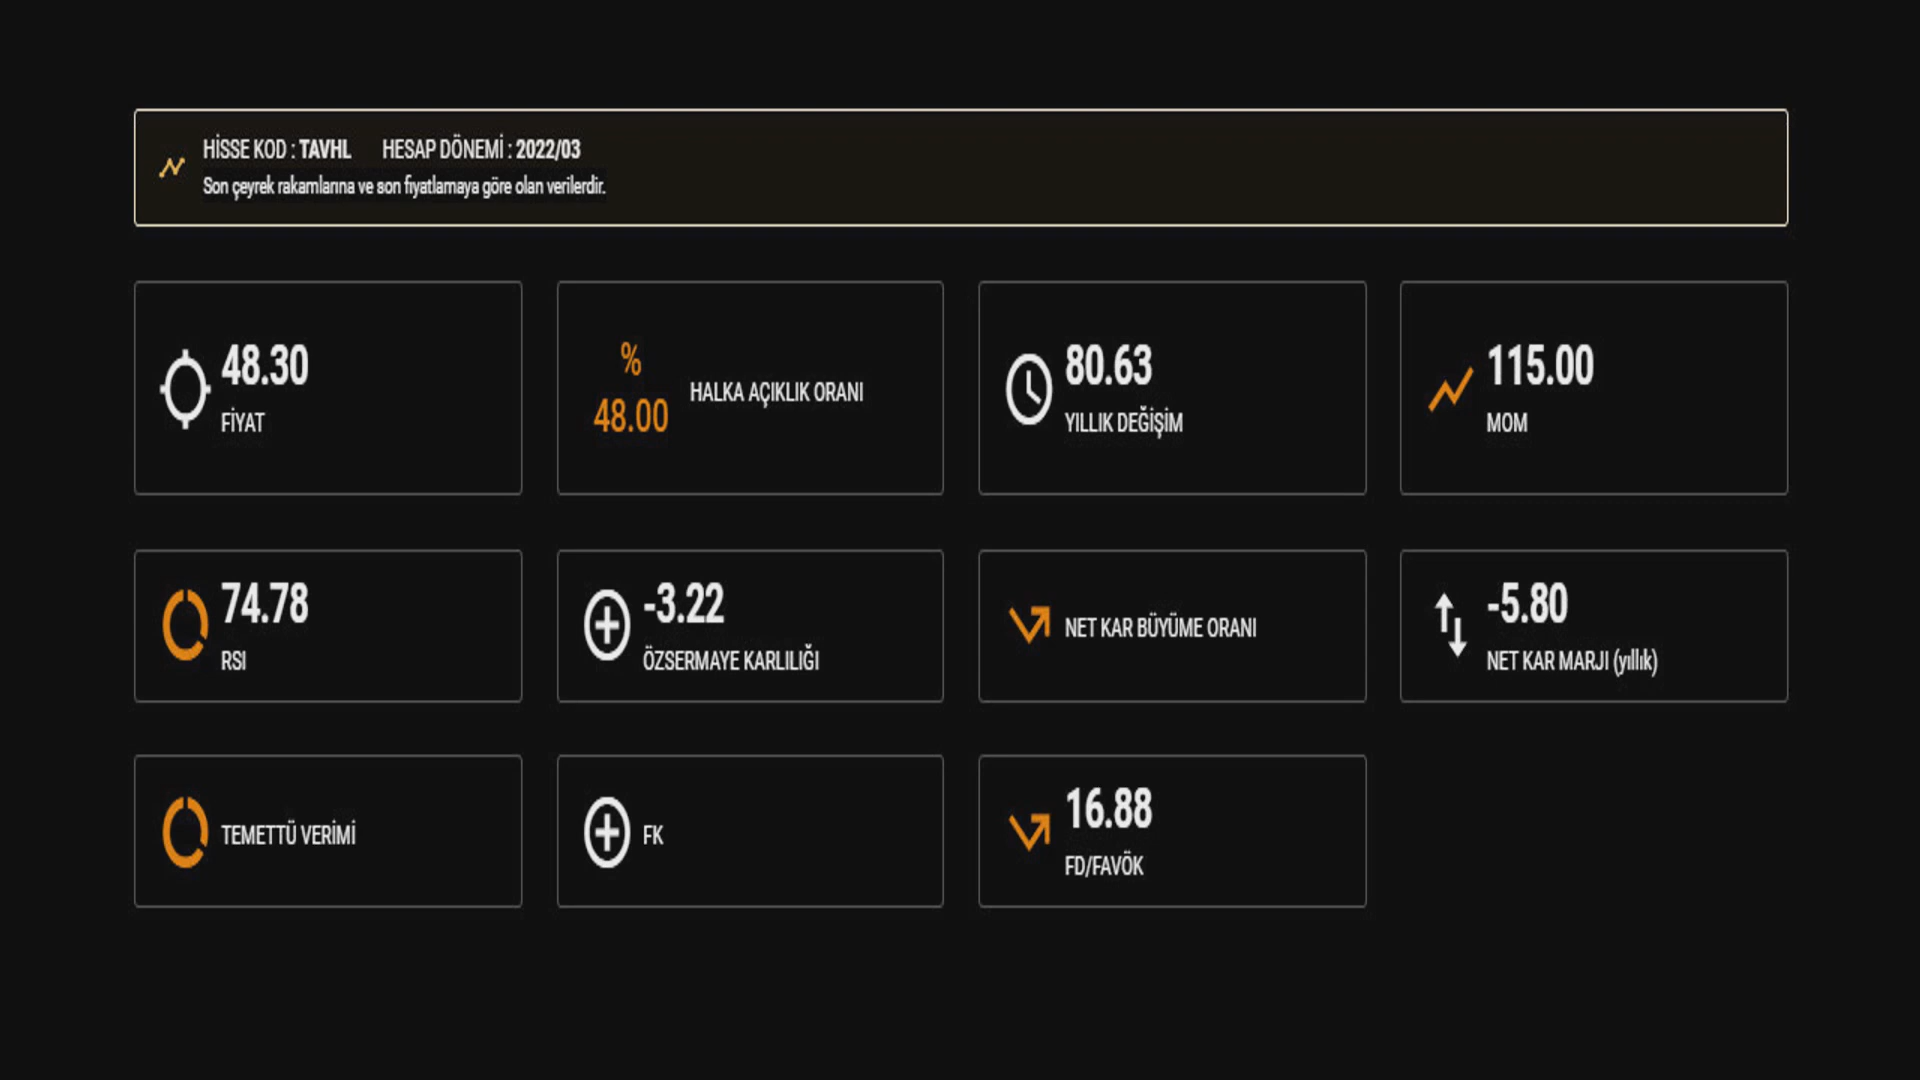 HİSSE KOD : TAVHL HESAP DÖNEMİ : 2022/03
Son çeyrek rakamlarına ve son fiyatlamaya göre olan verilerdir.
48.30
FİYAT
%
48.00
HALKA AÇIKLIK ORANI
80.63
YILLIK DEĞİŞİM
115.00
MOM
74.78
RSI
-3.22
ÖZSERMAYE KARLILIĞI
NET KAR BÜYÜME ORANI
-5.80
NET KAR MARJI (yıllık)
TEMETTÜ VERİMİ
FK
16.88
FD/FAVÖK